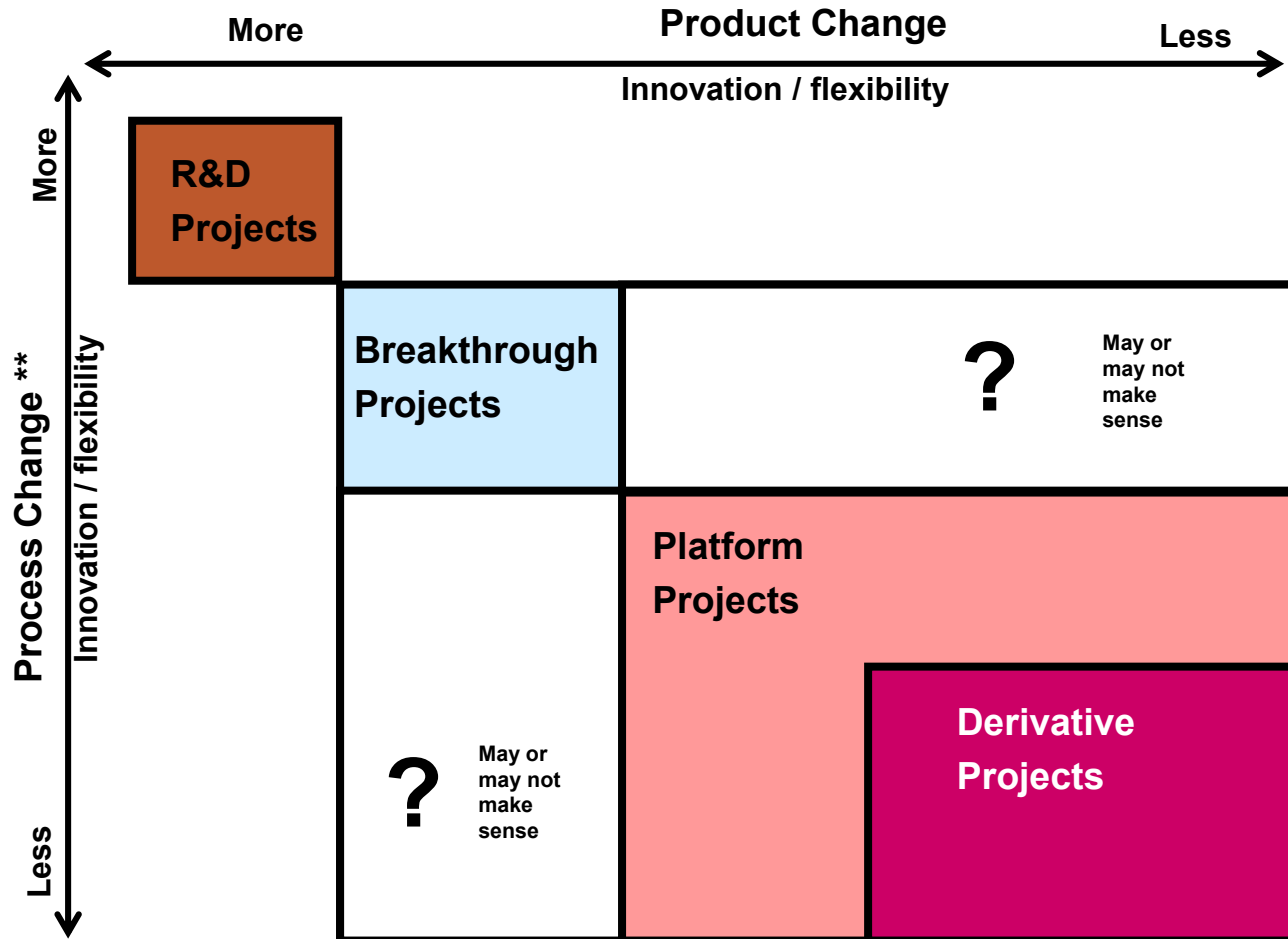 More
Product Change
Less
Innovation / flexibility
More
Process Change **
Innovation / flexibility
Less
R&D
Projects
Breakthrough
Projects
?
May or
may not
make
sense
Platform
Projects
?
May or
may not
make
sense
Derivative
Projects